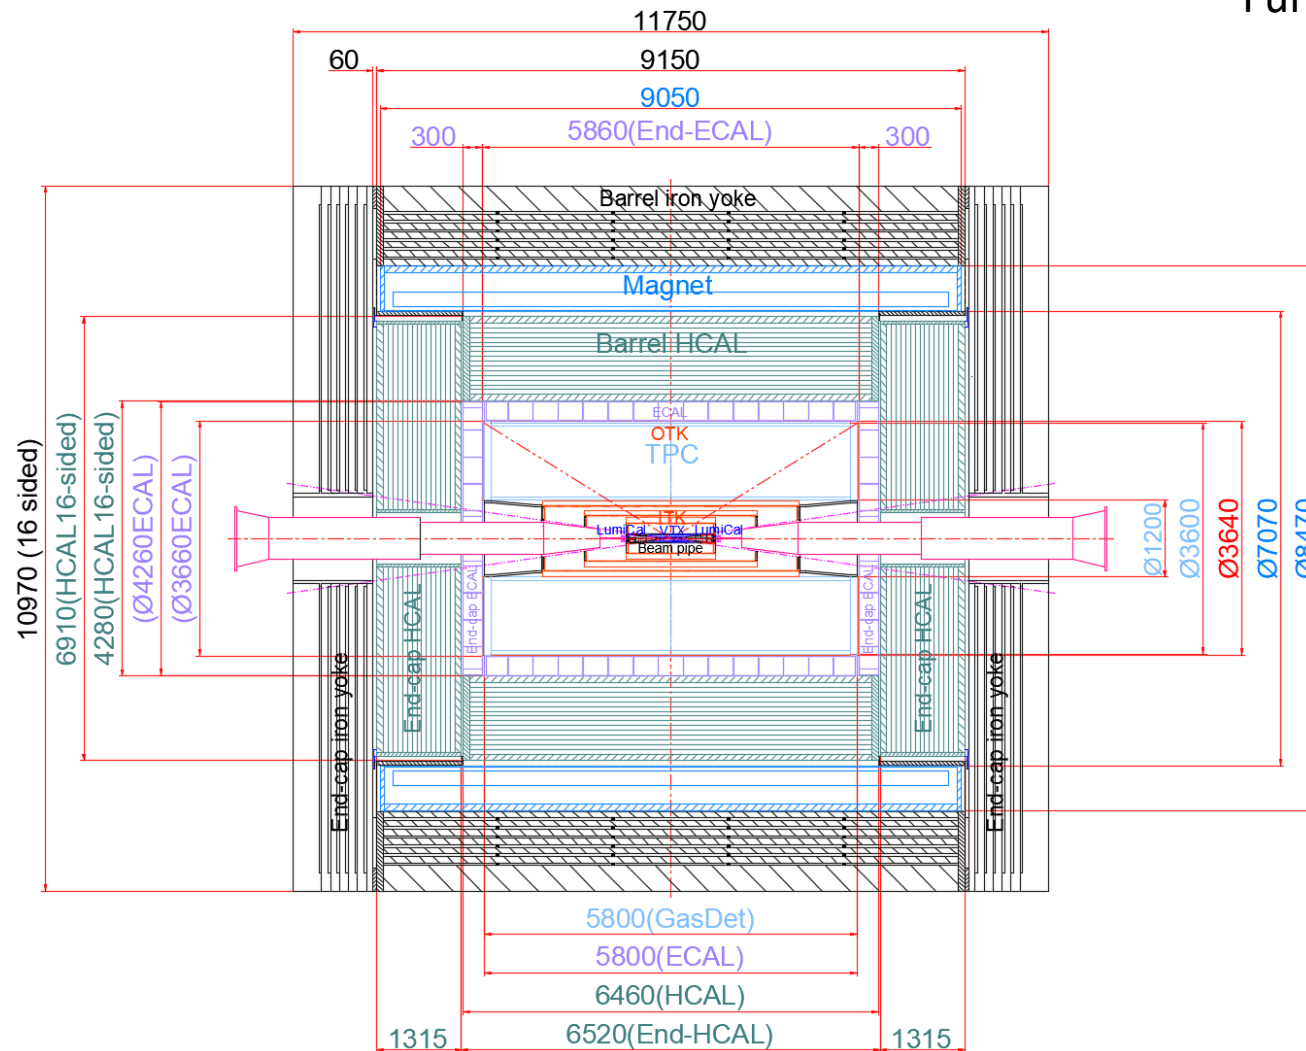 11750
60
9150
9050
300
5860(End-ECAL)
300
Barrel iron yoke
Magnet
Barrel HCAL
ECAL
OTK
TPC
ITK
LumiCal
VTX
LumiCal
Beam pipe
10970 (16 sided)
6910(HCAL16-sided)
4280(HCAL16-sided)
(Ø4260ECAL)
(Ø3660ECAL)
End-cap iron yoke
End-cap HCAL
End-cap ECAL
End-cap ECAL
End-cap HCAL
End-cap iron yoke
Ø1200
Ø3600
Ø3640
Ø7070
Ø8470
5800(GasDet)
5800(ECAL)
6460(HCAL)
6520(End-HCAL)
1315
1315